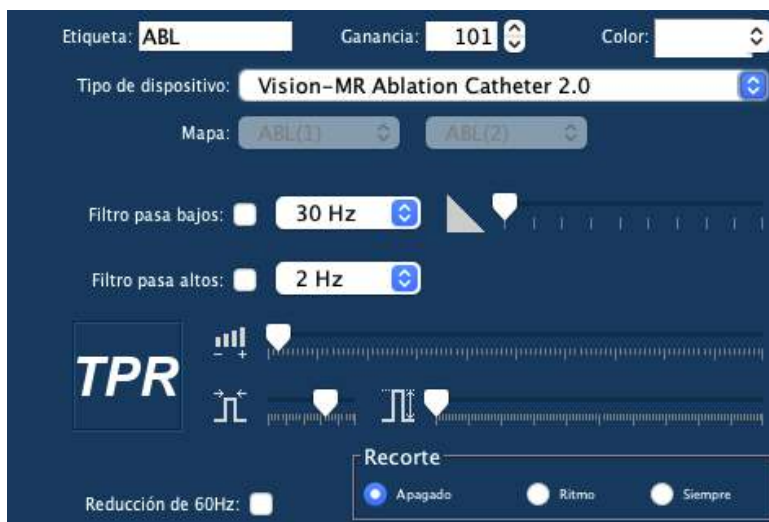 Etiqueta: ABL Ganancia: 101 Color:
Tipo de dispositivo: Vision-MR Ablation Catheter 2.0
Mapa: ABL(1) ABL(2)
Filtro pasa bajos: 30 Hz
Filtro pasa altos: 2 Hz
TPR
Recorte
Reducción de 60Hz: Apagado Ritmo Siempre